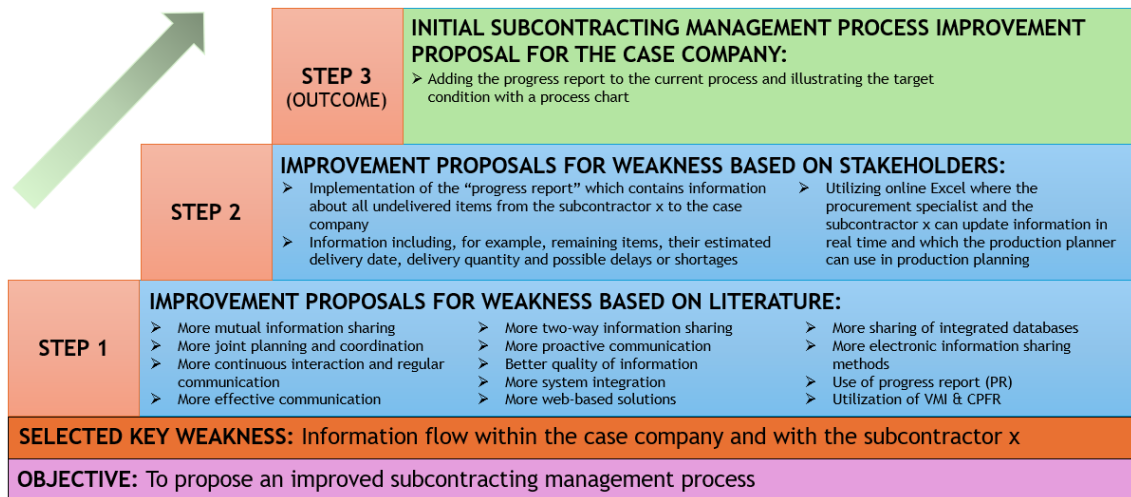 INITIAL SUBCONTRACTING MANAGEMENT PROCESS IMPROVEMENT
PROPOSAL FOR THE CASE COMPANY:
STEP 3
(OUTCOME)
➢ Adding the progress report to the current process and illustrating the target
condition with a process chart
STEP 2
IMPROVEMENT PROPOSALS FOR WEAKNESS BASED ON STAKEHOLDERS:
➢ Implementation of the “progress report” which contains information
about all undelivered items from the subcontractor x to the case
company
➢ Information including, for example, remaining items, their estimated
delivery date, delivery quantity and possible delays or shortages
➢ Utilizing online Excel where the
procurement specialist and the
subcontractor x can update information in
real time and which the production planner
can use in production planning
STEP 1
IMPROVEMENT PROPOSALS FOR WEAKNESS BASED ON LITERATURE:
➢ More mutual information sharing
➢ More joint planning and coordination
➢ More continuous interaction and regular
communication
➢ More effective communication
➢ More two-way information sharing
➢ More proactive communication
➢ Better quality of information
➢ More system integration
➢ More web-based solutions
➢ More sharing of integrated databases
➢ More electronic information sharing
methods
➢ Use of progress report (PR)
➢ Utilization of VMI & CPFR
SELECTED KEY WEAKNESS: Information flow within the case company and with the subcontractor x
OBJECTIVE: To propose an improved subcontracting management process